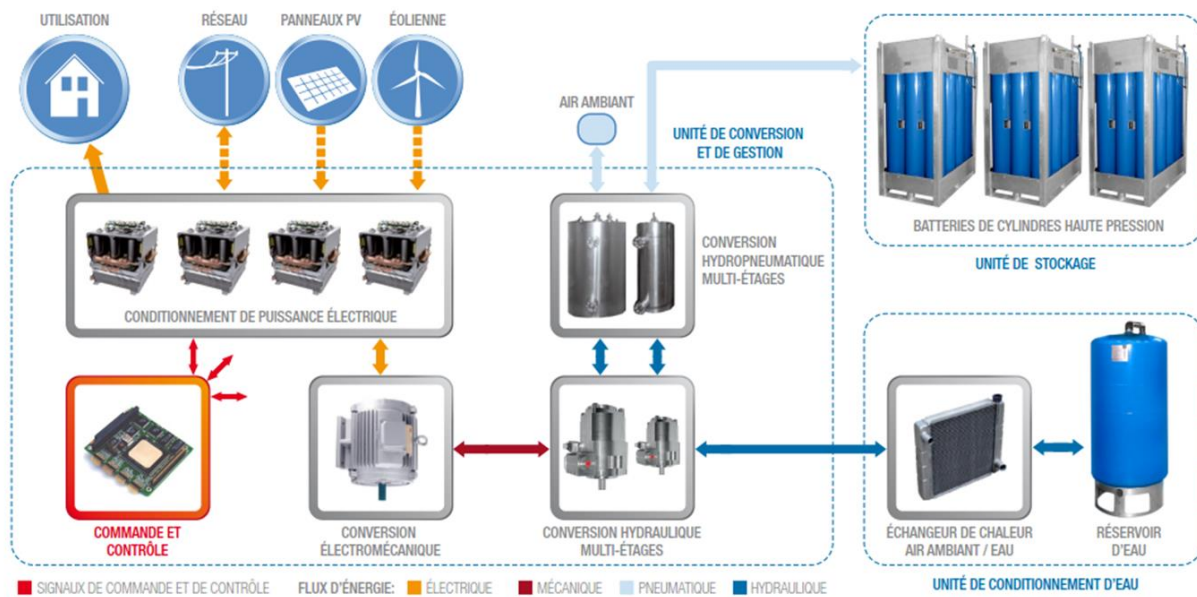 UTILISATION
RÉSEAU
PANNEAUX PV
ÉOLIENNE
AIR AMBIANT
UNITÉ DE CONVERSION
ET DE GESTION
BATTERIES DE CYLINDRES HAUTE PRESSION
UNITÉ DE STOCKAGE
CONVERSION
HYDROPNEUMATIQUE
MULTI-ÉTAGES
CONDITIONNEMENT DE PUISSANCE ÉLECTRIQUE
COMMANDE ET
CONTRÔLE
CONVERSION
ÉLECTROMÉCANIQUE
CONVERSION HYDRAULIQUE
MULTI-ÉTAGES
ÉCHANGEUR DE CHALEUR
AIR AMBIANT / EAU
RÉSERVOIR
D'EAU
UNITÉ DE CONDITIONNEMENT D'EAU
SIGNAUX DE COMMANDE ET DE CONTRÔLE FLUX D'ÉNERGIE: ÉLECTRIQUE MÉCANIQUE PNEUMATIQUE HYDRAULIQUE